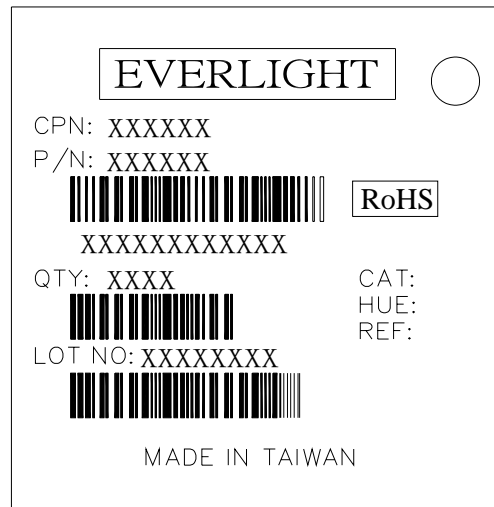 EVERLIGHT
CPN: XXXXXX
P/N: XXXXXX
RoHS
XXXXXXXXXXXX
QTY: XXXX
CAT:
HUE:
REF:
LOT NO: XXXXXXXX
MADE IN TAIWAN